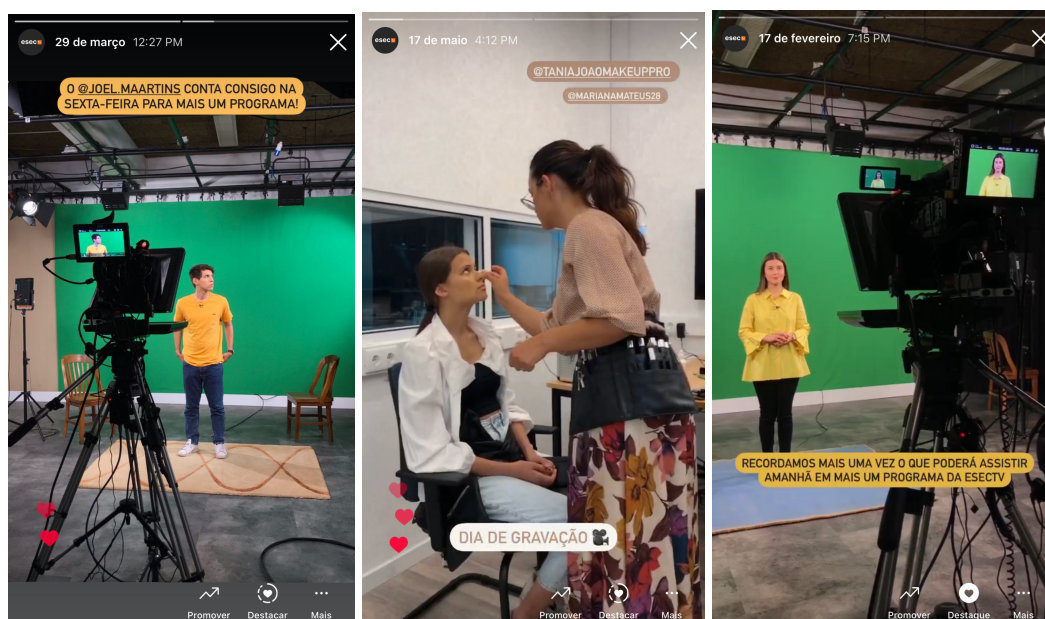 esec
29 de março 12:27 PM
O @JOEL.MAARTINS CONTA CONSIGO NA
SEXTA-FEIRA PARA MAIS UM PROGRAMA!
Promover
Destacar
Mais
esec
17 de maio 4:12 PM
@TANIAJOAOMAKEUPPRO
@MARIANAMATEUS28
DIA DE GRAVAÇÃO
Promover
Destacar
Mais
esec
17 de fevereiro 7:15 PM
RECORDAMOS MAIS UMA VEZ O QUE PODERÁ ASSISTIR
AMANHÃ EM MAIS UM PROGRAMA DA ESECTV
Promover
Destaque
Mais